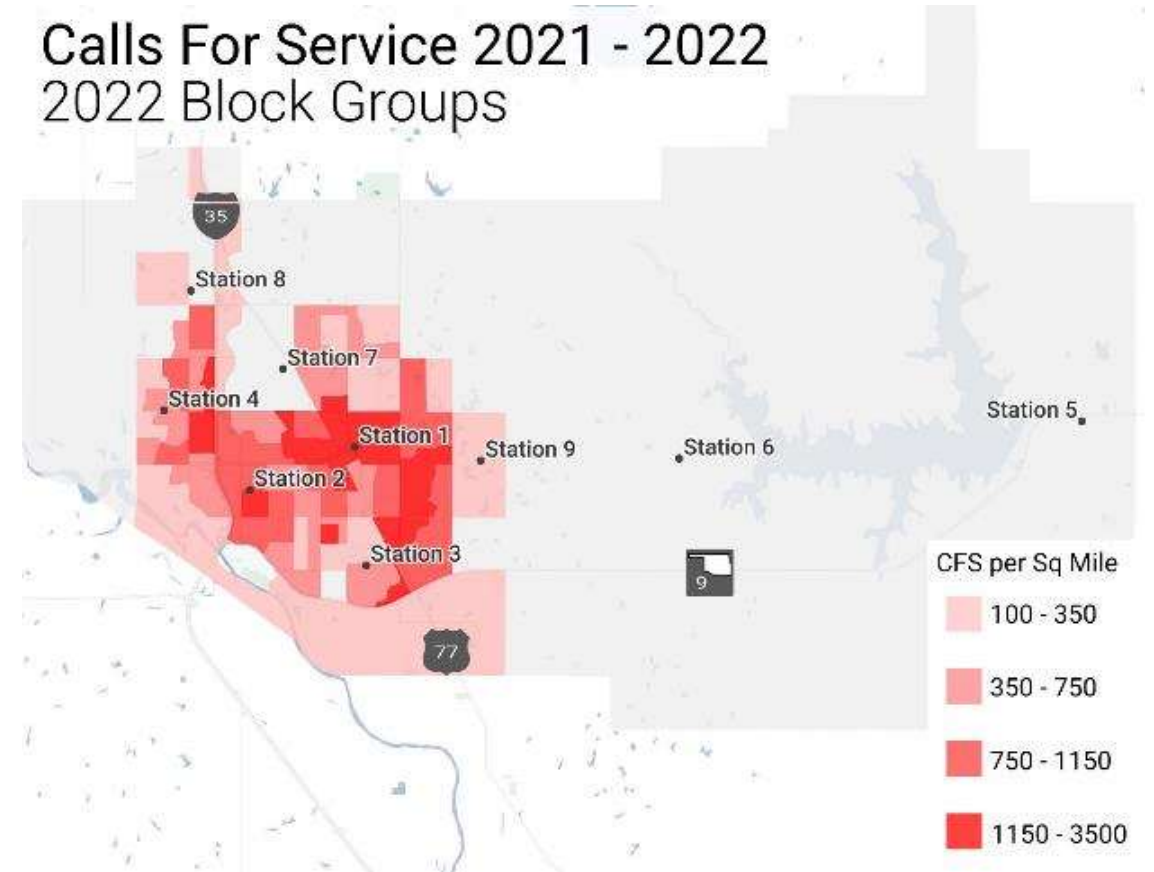 Calls For Service 2021 - 2022
2022 Block Groups
35
Station 8
Station 7
Station 4
Station 5
Station 1
Station 9
Station 6
Station 2
Station 3
CFS per Sq Mile
9
100 - 350
77
350 - 750
750 - 1150
1150 - 3500